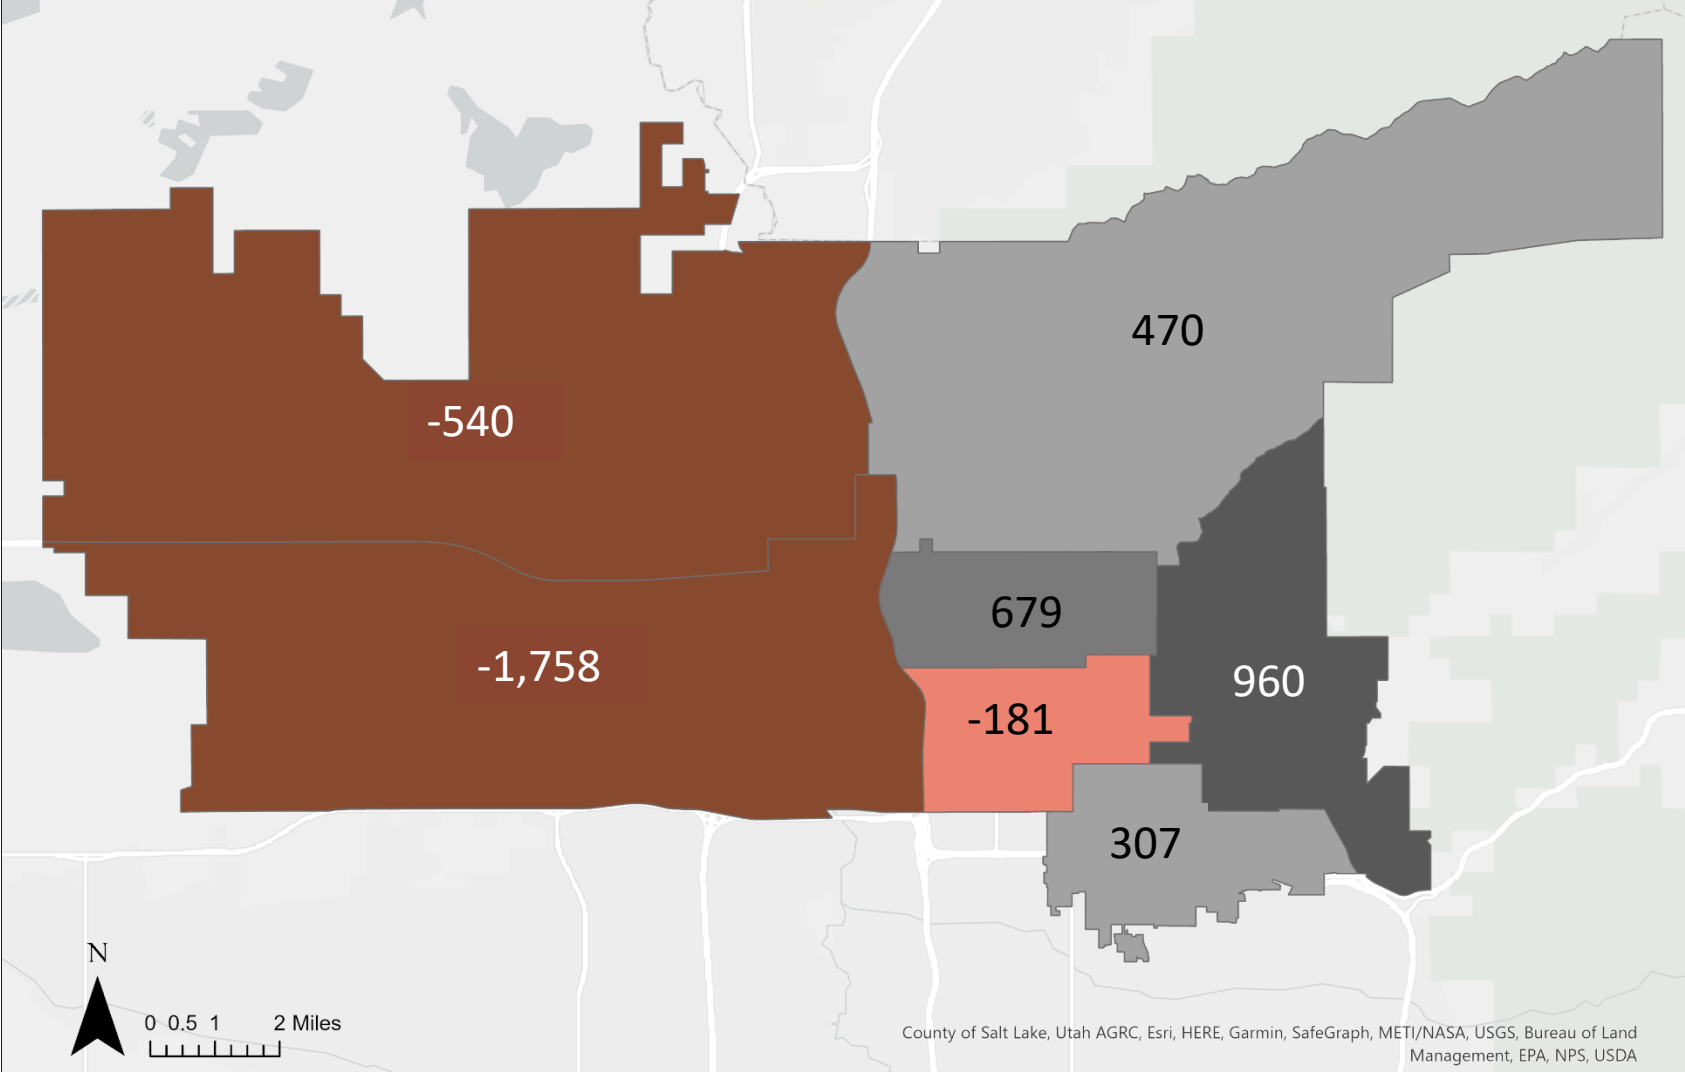 470
-540
679
-1,758
960
-181
307
N
0 0.5 1 2 Miles
County of Salt Lake, Utah AGRC, Esri, HERE, Garmin, SafeGraph, METI/NASA, USGS, Bureau of Land
Management, EPA, NPS, USDA